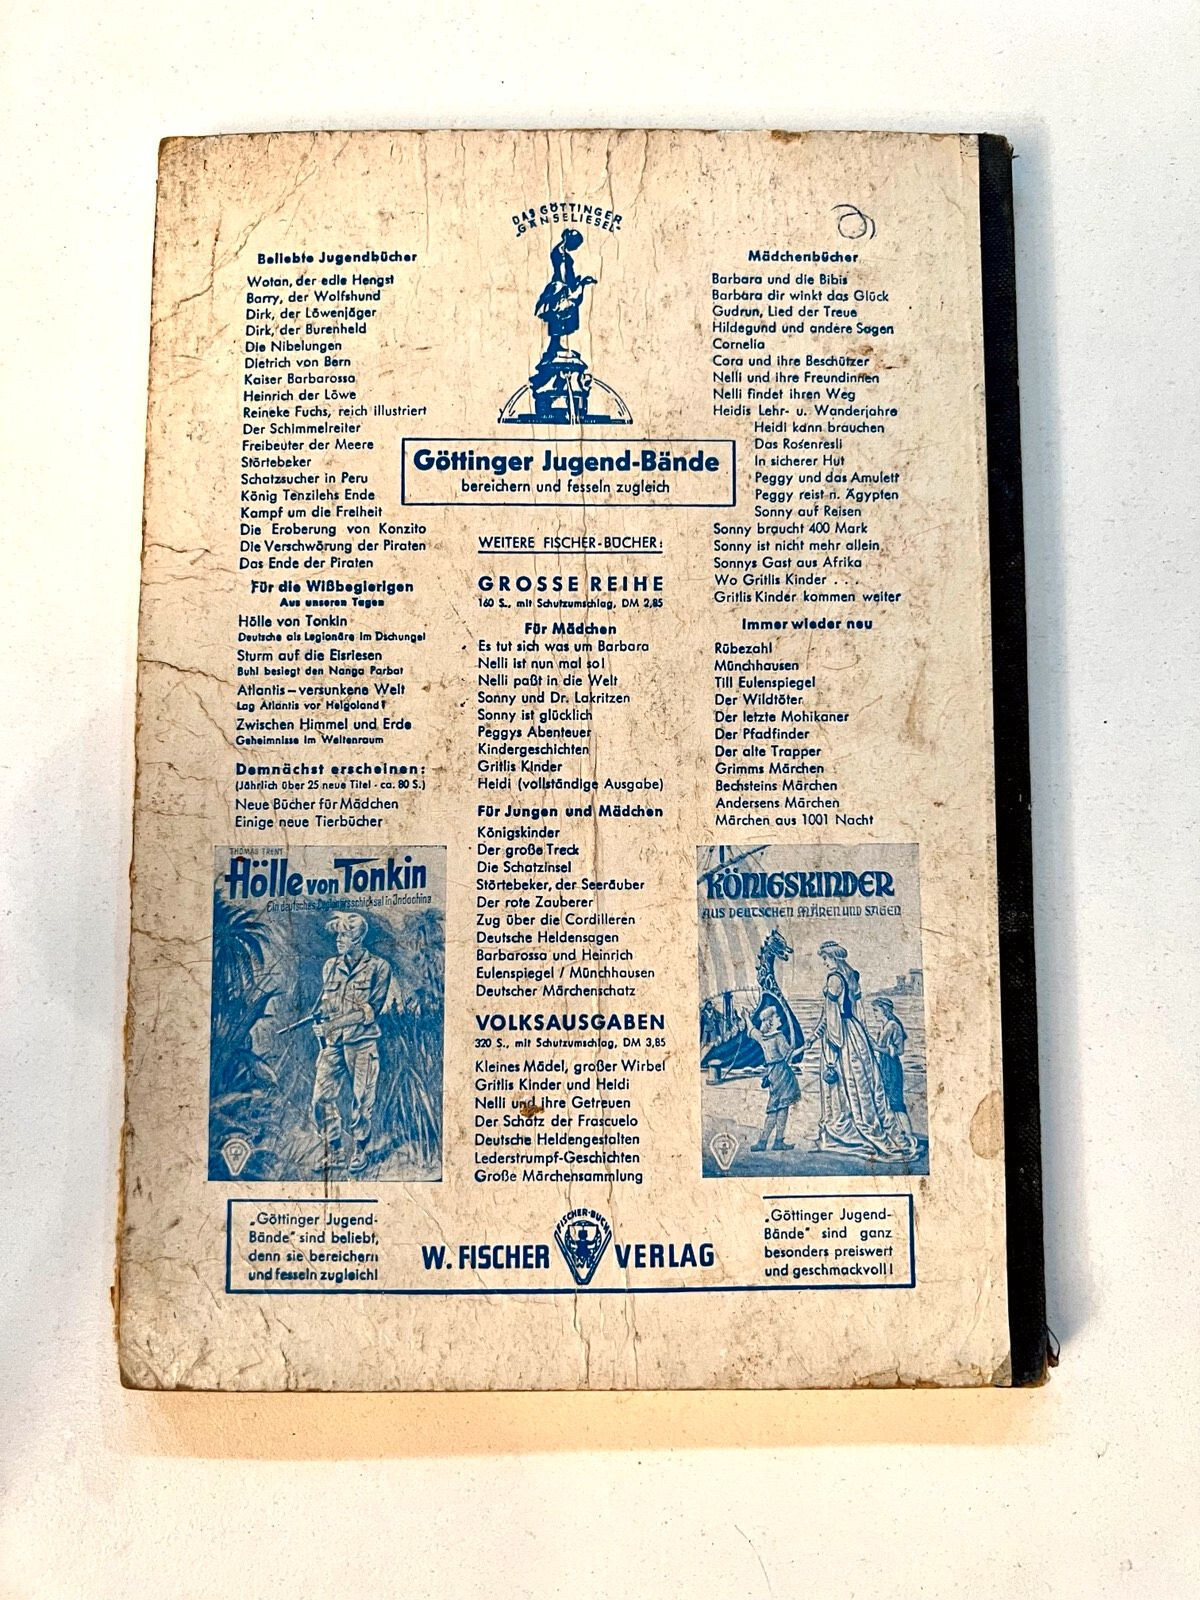 DAS GÖTTINGER
„GÄNSELIESEL“
Beliebte Jugendbücher
Wotan, der edle Hengst
Barry, der Wolfshund
Dirk, der Löwenjäger
Dirk, der Burenheld
Die Nibelungen
Dietrich von Bern
Kaiser Barbarossa
Heinrich der Löwe
Reineke Fuchs, reich illustriert
Der Schimmelreiter
Freibeuter der Meere
Störtebeker
Schatzsucher in Peru
König Tenzilehs Ende
Kampf um die Freiheit
Die Eroberung von Konzito
Die Verschwörung der Piraten
Das Ende der Piraten
Für die Wißbegierigen
Aus unseren Tagen
Hölle von Tonkin
Deutsche als Legionäre im Dschungel
Sturm auf die Eisriesen
Buhl besiegt den Nanga Parbat
Atlantis – versunkene Welt
Lag Atlantis vor Helgoland?
Zwischen Himmel und Erde
Geheimnisse im Weltenraum
Demnächst erscheinen:
(Jährlich über 25 neue Titel · ca. 80 S.)
Neue Bücher für Mädchen
Einige neue Tierbücher
THOMAS TRENT
Hölle von Tonkin
Ein deutsches Legionärsschicksal in Indochina
Göttinger Jugend-Bände
bereichern und fesseln zugleich
WEITERE FISCHER-BÜCHER:
GROSSE REIHE
160 S., mit Schutzumschlag, DM 2,85
Für Mädchen
Es tut sich was um Barbara
Nelli ist nun mal so!
Nelli paßt in die Welt
Sonny und Dr. Lakritzen
Sonny ist glücklich
Peggys Abenteuer
Kindergeschichten
Gritlis Kinder
Heidi (vollständige Ausgabe)
Für Jungen und Mädchen
Königskinder
Der große Treck
Die Schatzinsel
Störtebeker, der Seeräuber
Der rote Zauberer
Zug über die Cordilleren
Deutsche Heldensagen
Barbarossa und Heinrich
Eulenspiegel / Münchhausen
Deutscher Märchenschatz
VOLKSAUSGABEN
320 S., mit Schutzumschlag, DM 3,85
Kleines Mädel, großer Wirbel
Gritlis Kinder und Heidi
Nelli und ihre Getreuen
Der Schatz der Frascuelo
Deutsche Heldengestalten
Lederstrumpf-Geschichten
Große Märchensammlung
Mädchenbücher
Barbara und die Bibis
Barbara dir winkt das Glück
Gudrun, Lied der Treue
Hildegund und andere Sagen
Cornelia
Cora und ihre Beschützer
Nelli und ihre Freundinnen
Nelli findet ihren Weg
Heidis Lehr- u. Wanderjahre
Heidi kann brauchen
Das Rosenresli
In sicherer Hut
Peggy und das Amulett
Peggy reist n. Ägypten
Sonny auf Reisen
Sonny braucht 400 Mark
Sonny ist nicht mehr allein
Sonnys Gast aus Afrika
Wo Gritlis Kinder . . .
Gritlis Kinder kommen weiter
Immer wieder neu
Rübezahl
Münchhausen
Till Eulenspiegel
Der Wildtöter
Der letzte Mohikaner
Der Pfadfinder
Der alte Trapper
Grimms Märchen
Bechsteins Märchen
Andersens Märchen
Märchen aus 1001 Nacht
KÖNIGSKINDER
AUS DEUTSCHEN MÄREN UND SAGEN
„Göttinger Jugend-
Bände“ sind beliebt,
denn sie bereichern
und fesseln zugleich!
W. FISCHER VERLAG
FISCHER-BUCH
„Göttinger Jugend-
Bände“ sind ganz
besonders preiswert
und geschmackvoll!